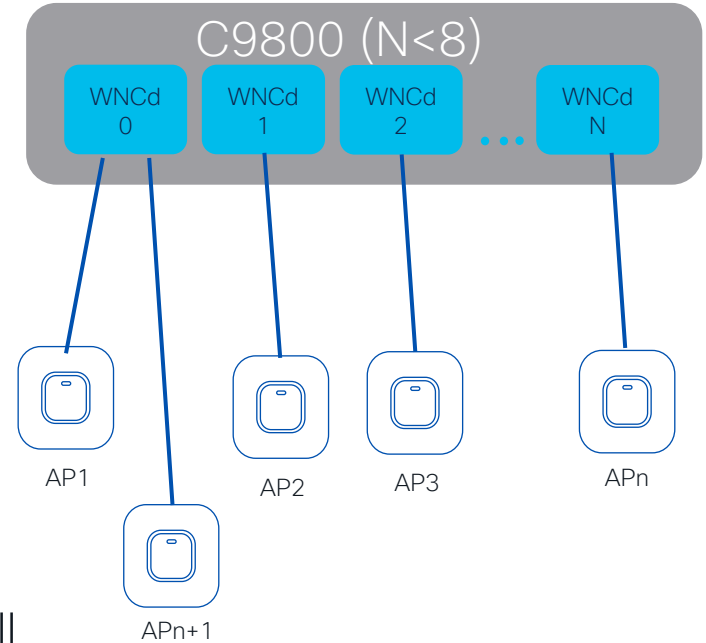 C9800 (N<8)
WNCd
0
WNCd
1
WNCd
2
...
WNCd
N
AP1
AP2
AP3
APn
APn+1